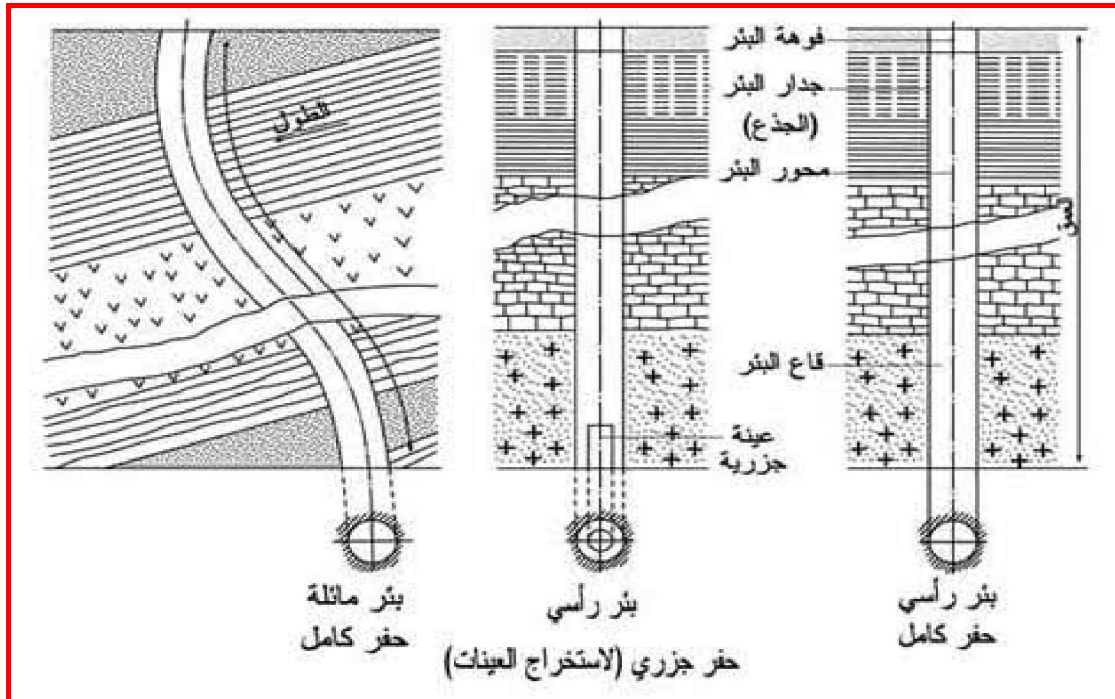 فوهة البئر
جدار البئر
(الجذع)
محور البئر
قاع البئر
عينة
جزرية
العمق
الطول
بئر رأسي
حفر كامل
بئر رأسي
حفر جزري (لاستخراج العينات)
بئر مائلة
حفر كامل